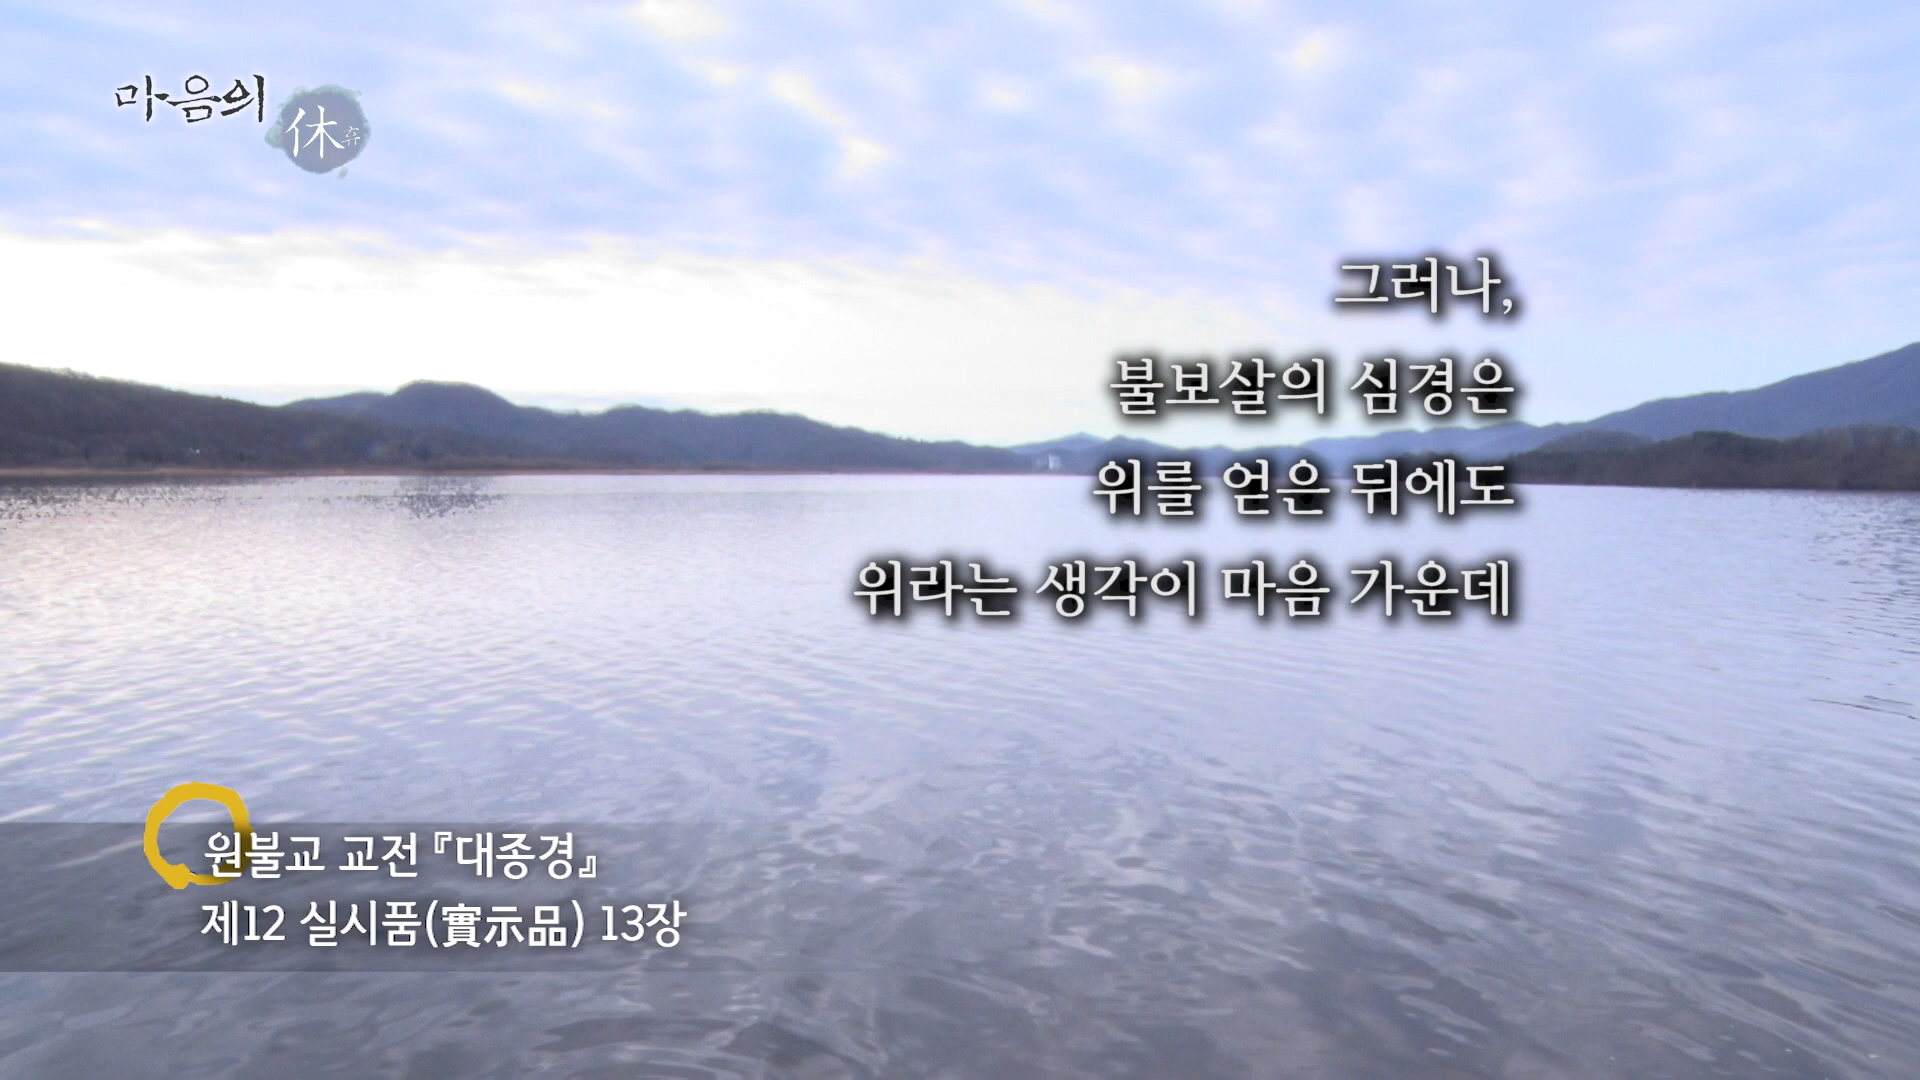 마음의 休 휴
그러나,
불보살의 심경은
위를 얻은 뒤에도
위라는 생각이 마음 가운데
원불교 교전 『대종경』
제12 실시품(實示品) 13장